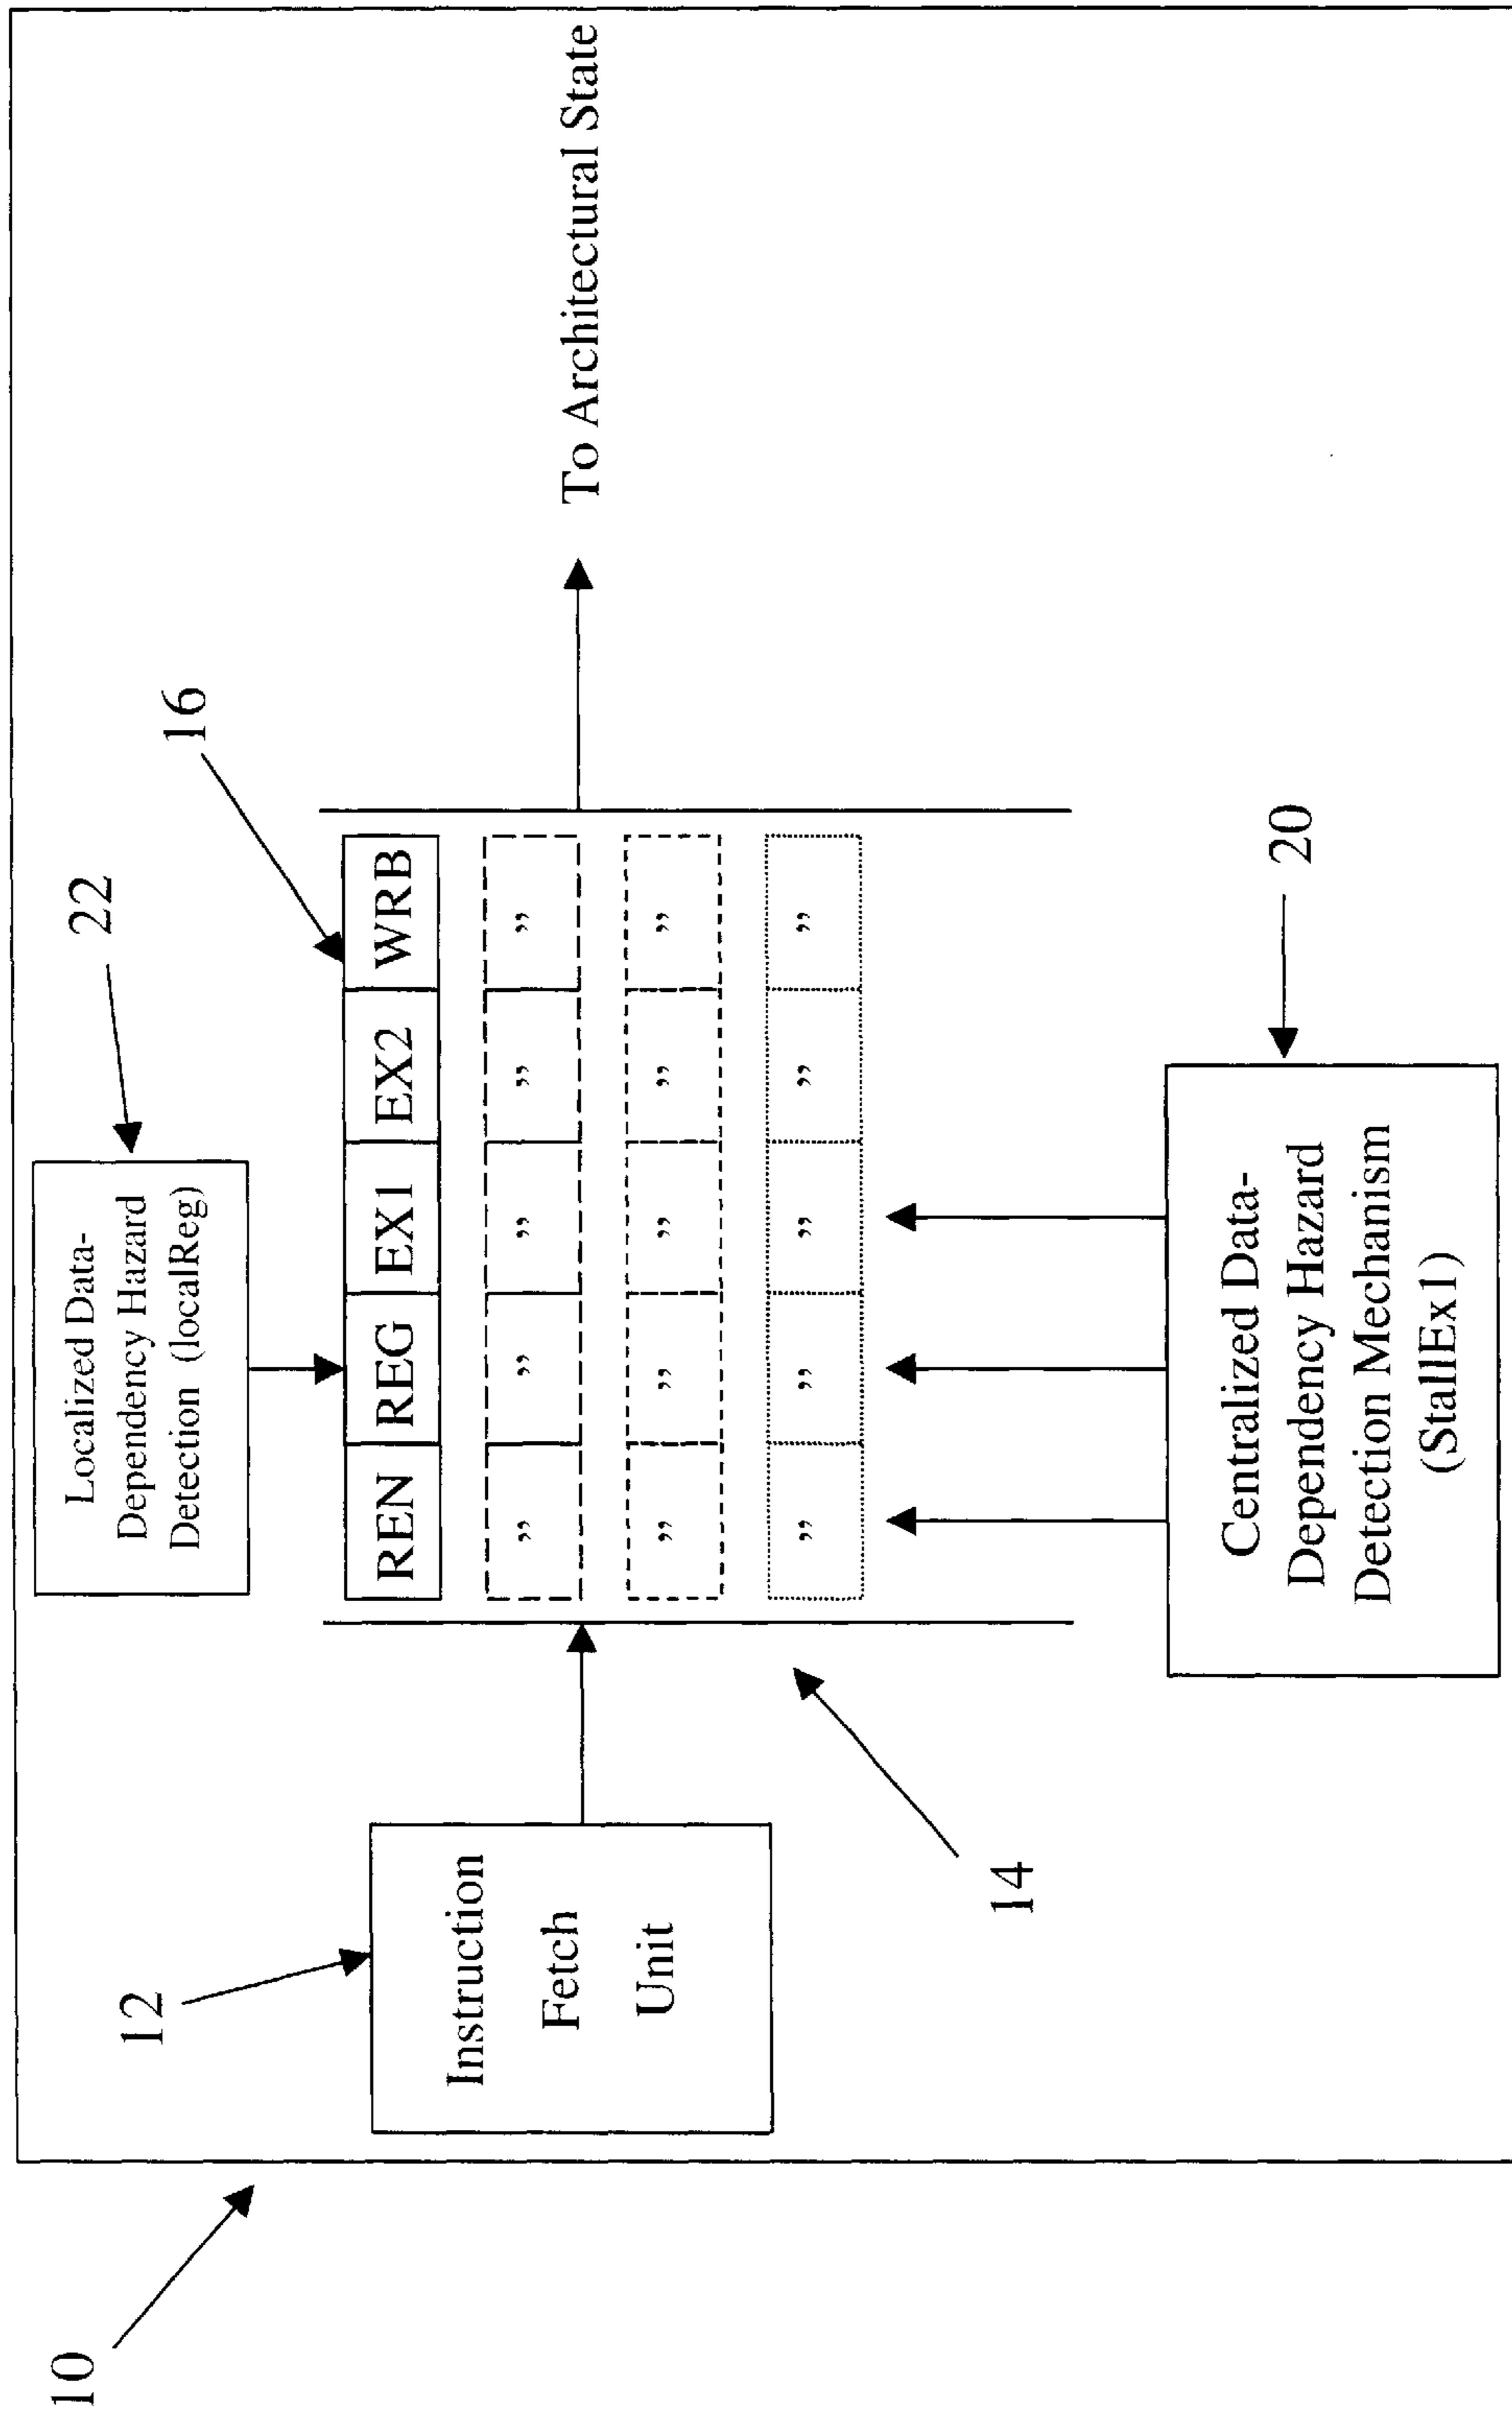 10
12
Instruction
Fetch
Unit
14
22
Localized Data-
Dependency Hazard
Detection (localReg)
16
REN REG EX1 EX2 WRB
” ” ” ” ”
” ” ” ” ”
” ” ” ” ”
To Architectural State
20
Centralized Data-
Dependency Hazard
Detection Mechanism
(StallEx1)